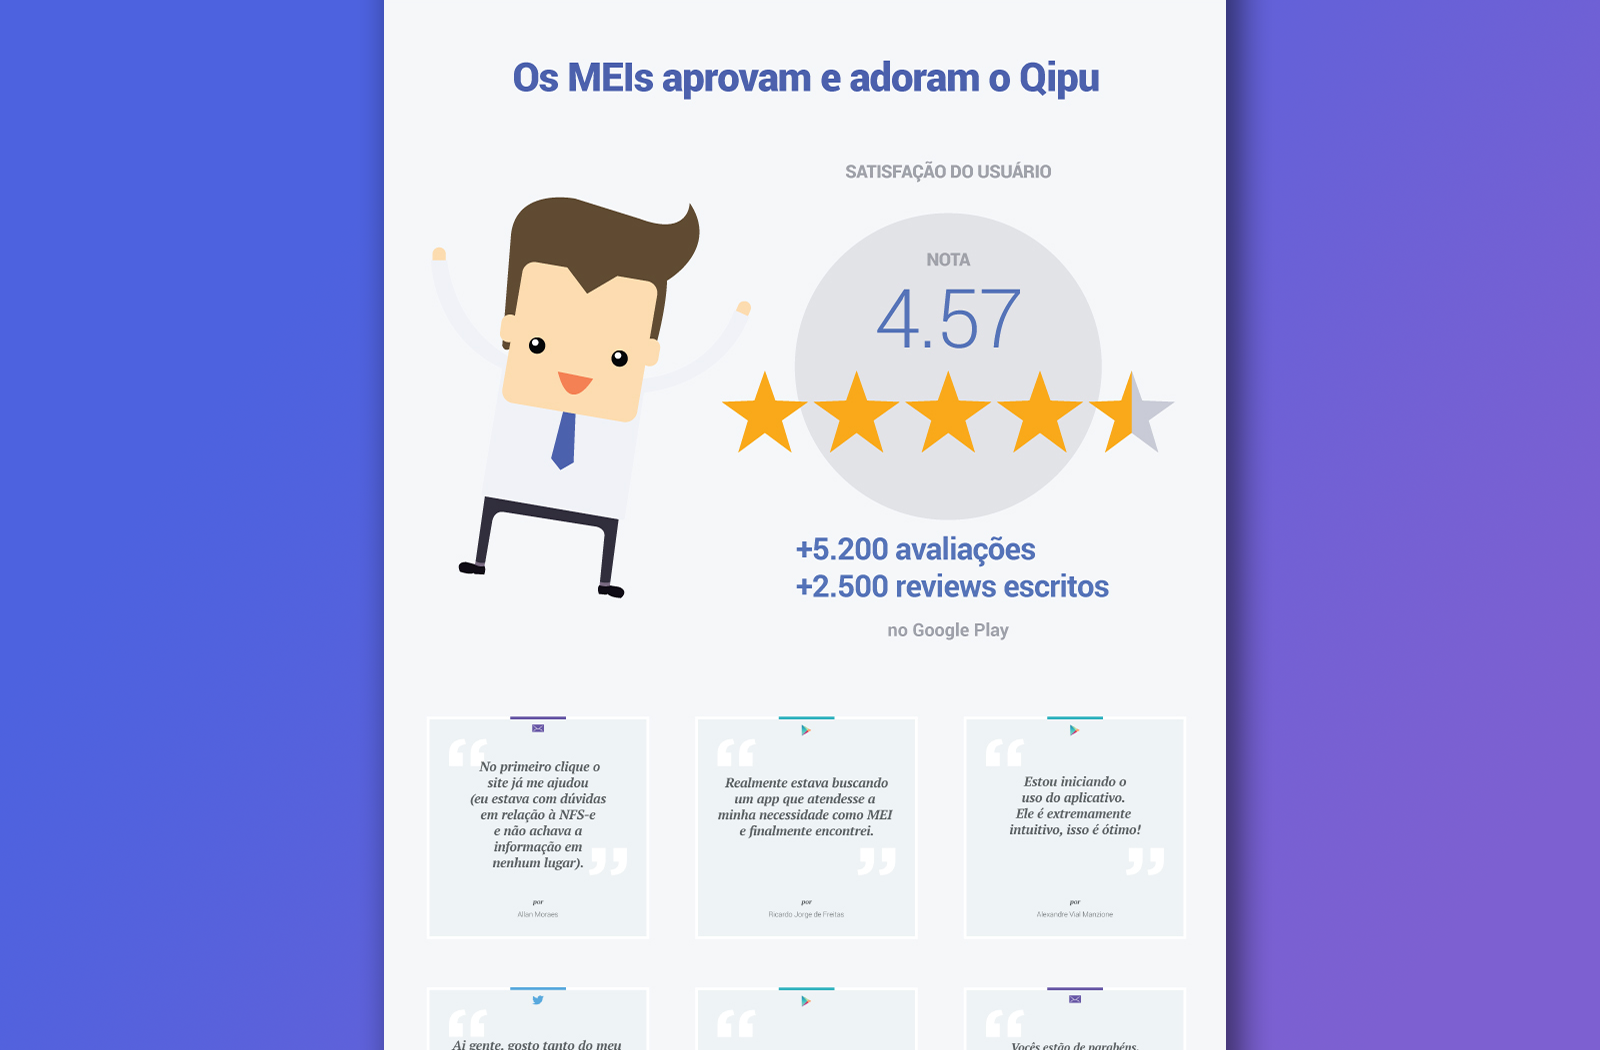 Os MEIs aprovam e adoram o Qipu
SATISFAÇÃO DO USUÁRIO
NOTA
4.57
+5.200 avaliações
+2.500 reviews escritos
no Google Play
No primeiro clique o
site já me ajudou
(eu estava com dúvidas
em relação à NFS-e
e não achava a
informação em
nenhum lugar).
por
Allan Moraes
Realmente estava buscando
um app que atendesse a
minha necessidade como MEI
e finalmente encontrei.
por
Ricardo Jorge de Freitas
Estou iniciando o
uso do aplicativo.
Ele é extremamente
intuitivo, isso é ótimo!
por
Alexandre Vial Manzione
Ai gente, gosto tanto do meu
Vocês estão de parabéns.